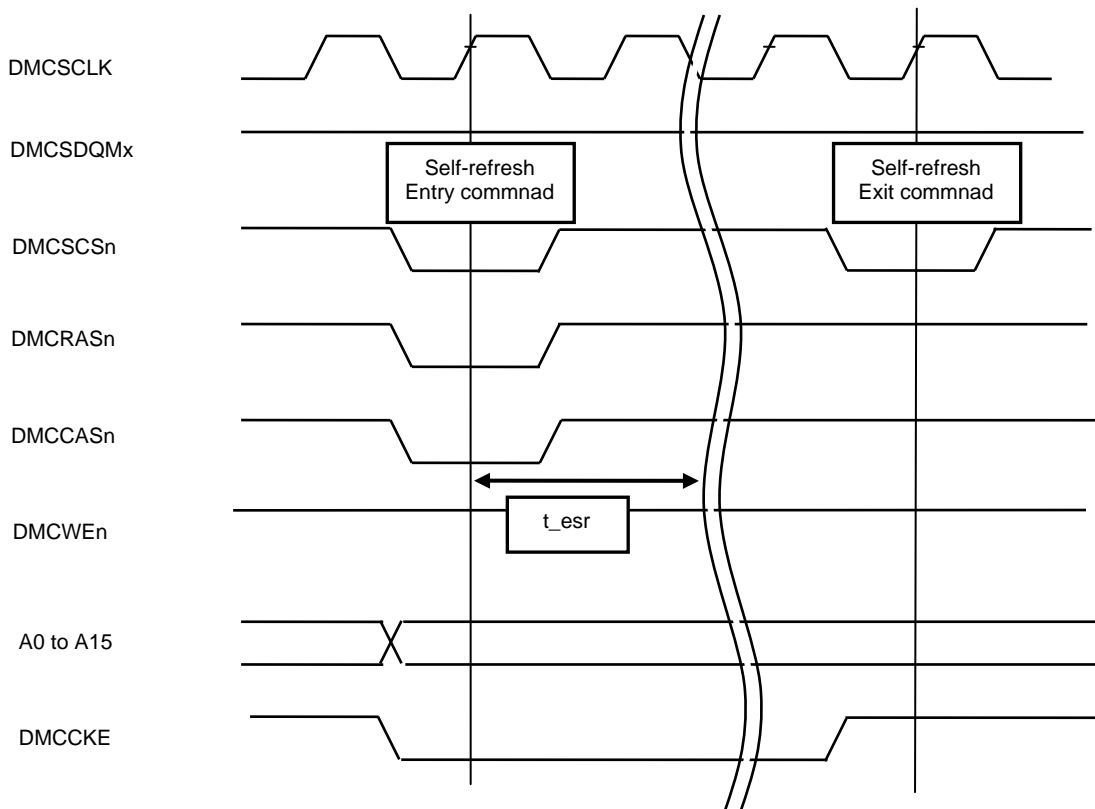 DMCSCLK
DMCSDQMx
Self-refresh
Entry commnad
Self-refresh
Exit commnad
DMCSCSn
DMCRASn
DMCCASn
t_esr
DMCWEn
A0 to A15
DMCCKE